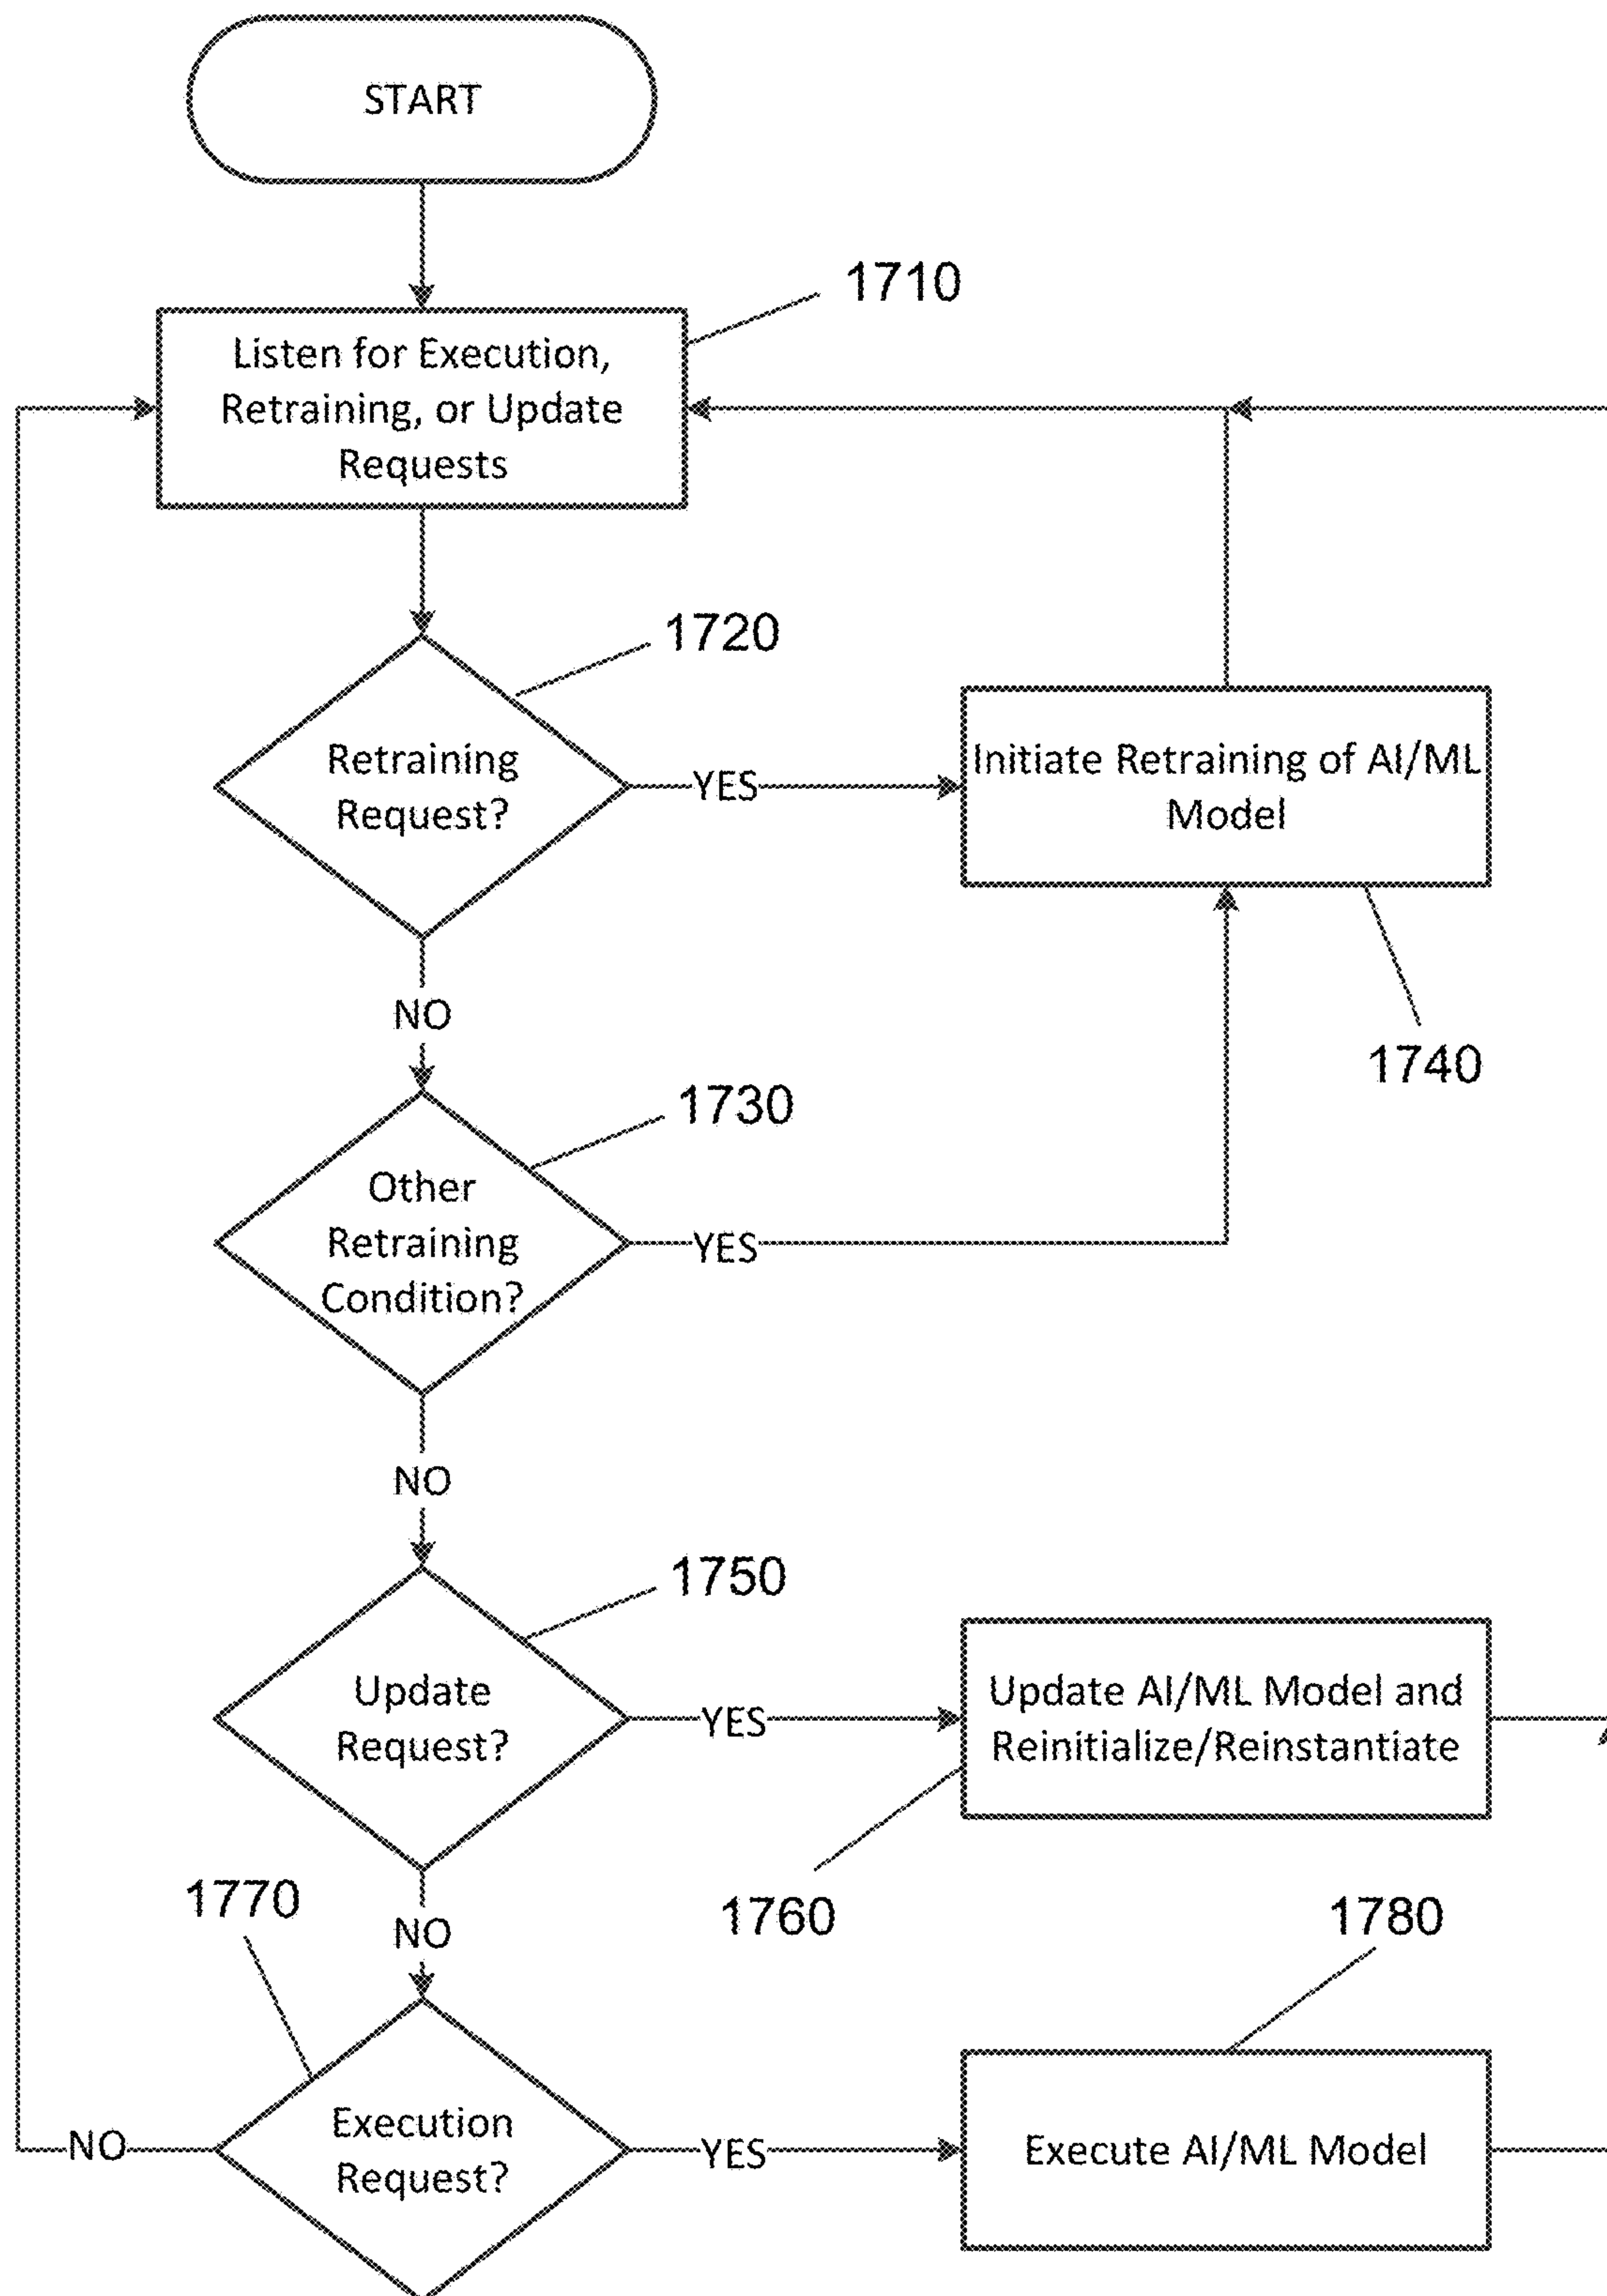 START
1710
Listen for Execution,
Retraining, or Update
Requests
1720
Retraining
Request?
YES
Initiate Retraining of AI/ML
Model
NO
1740
1730
Other
Retraining
Condition?
YES
NO
1750
Update
Request?
YES
Update AI/ML Model and
Reinitialize/Reinstantiate
1760
1770
NO
1780
Execution
Request?
NO
YES
Execute AI/ML Model